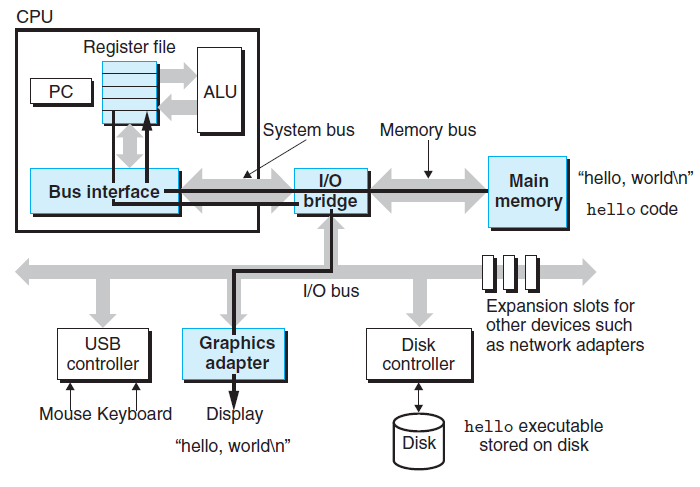 CPU
Register file
PC
ALU
System bus
Memory bus
Bus interface
I/O
bridge
Main
memory
"hello, world\n"
hello code
I/O bus
Expansion slots for
other devices such
as network adapters
USB
controller
Graphics
adapter
Disk
controller
Mouse Keyboard
Display
"hello, world\n"
Disk
hello executable
stored on disk